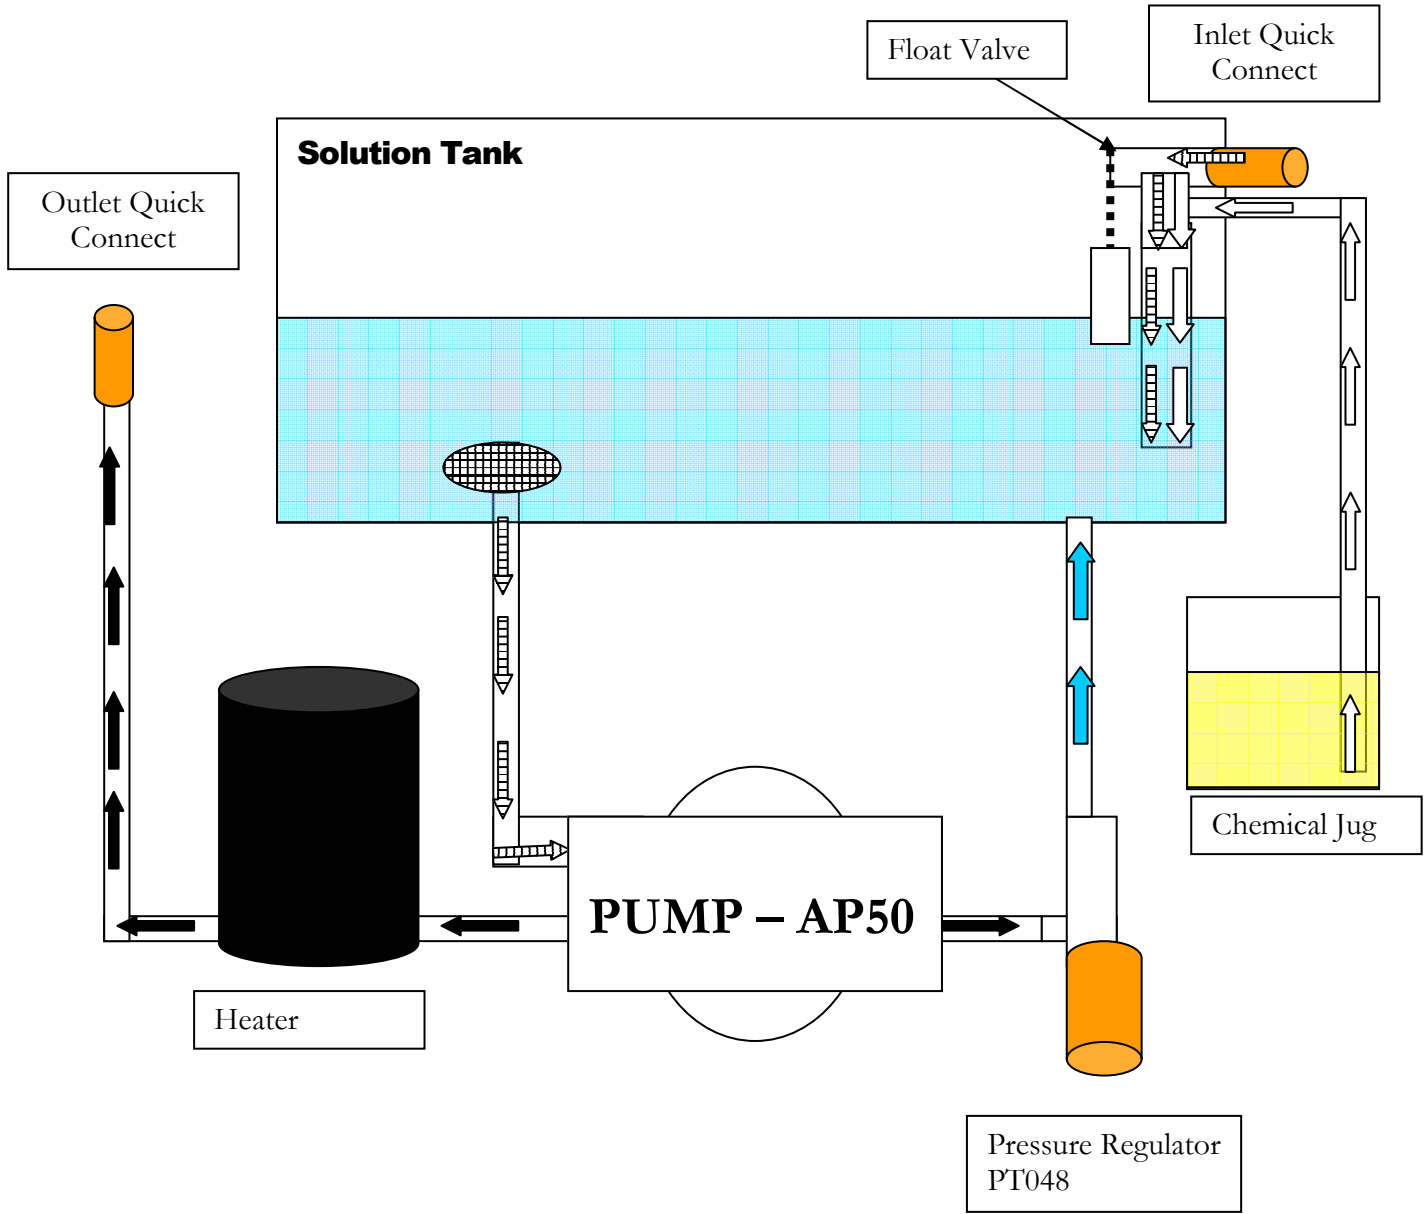 Float Valve
Inlet Quick
Connect
Solution Tank
Outlet Quick
Connect
Chemical Jug
PUMP – AP50
Heater
Pressure Regulator
PT048